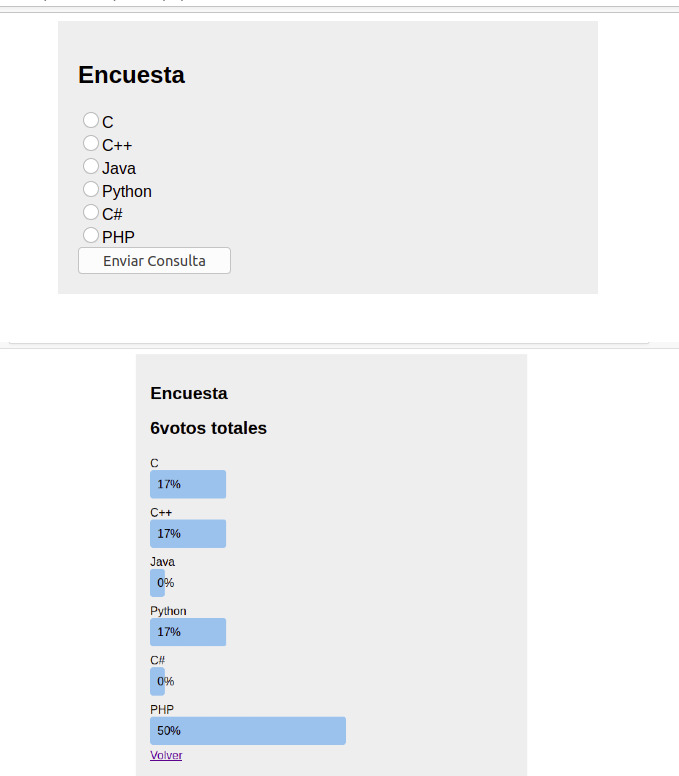 Encuesta
C
C++
Java
Python
C#
PHP
Enviar Consulta
Encuesta
6votos totales
C
17%
C++
17%
Java
0%
Python
17%
C#
0%
PHP
50%
Volver